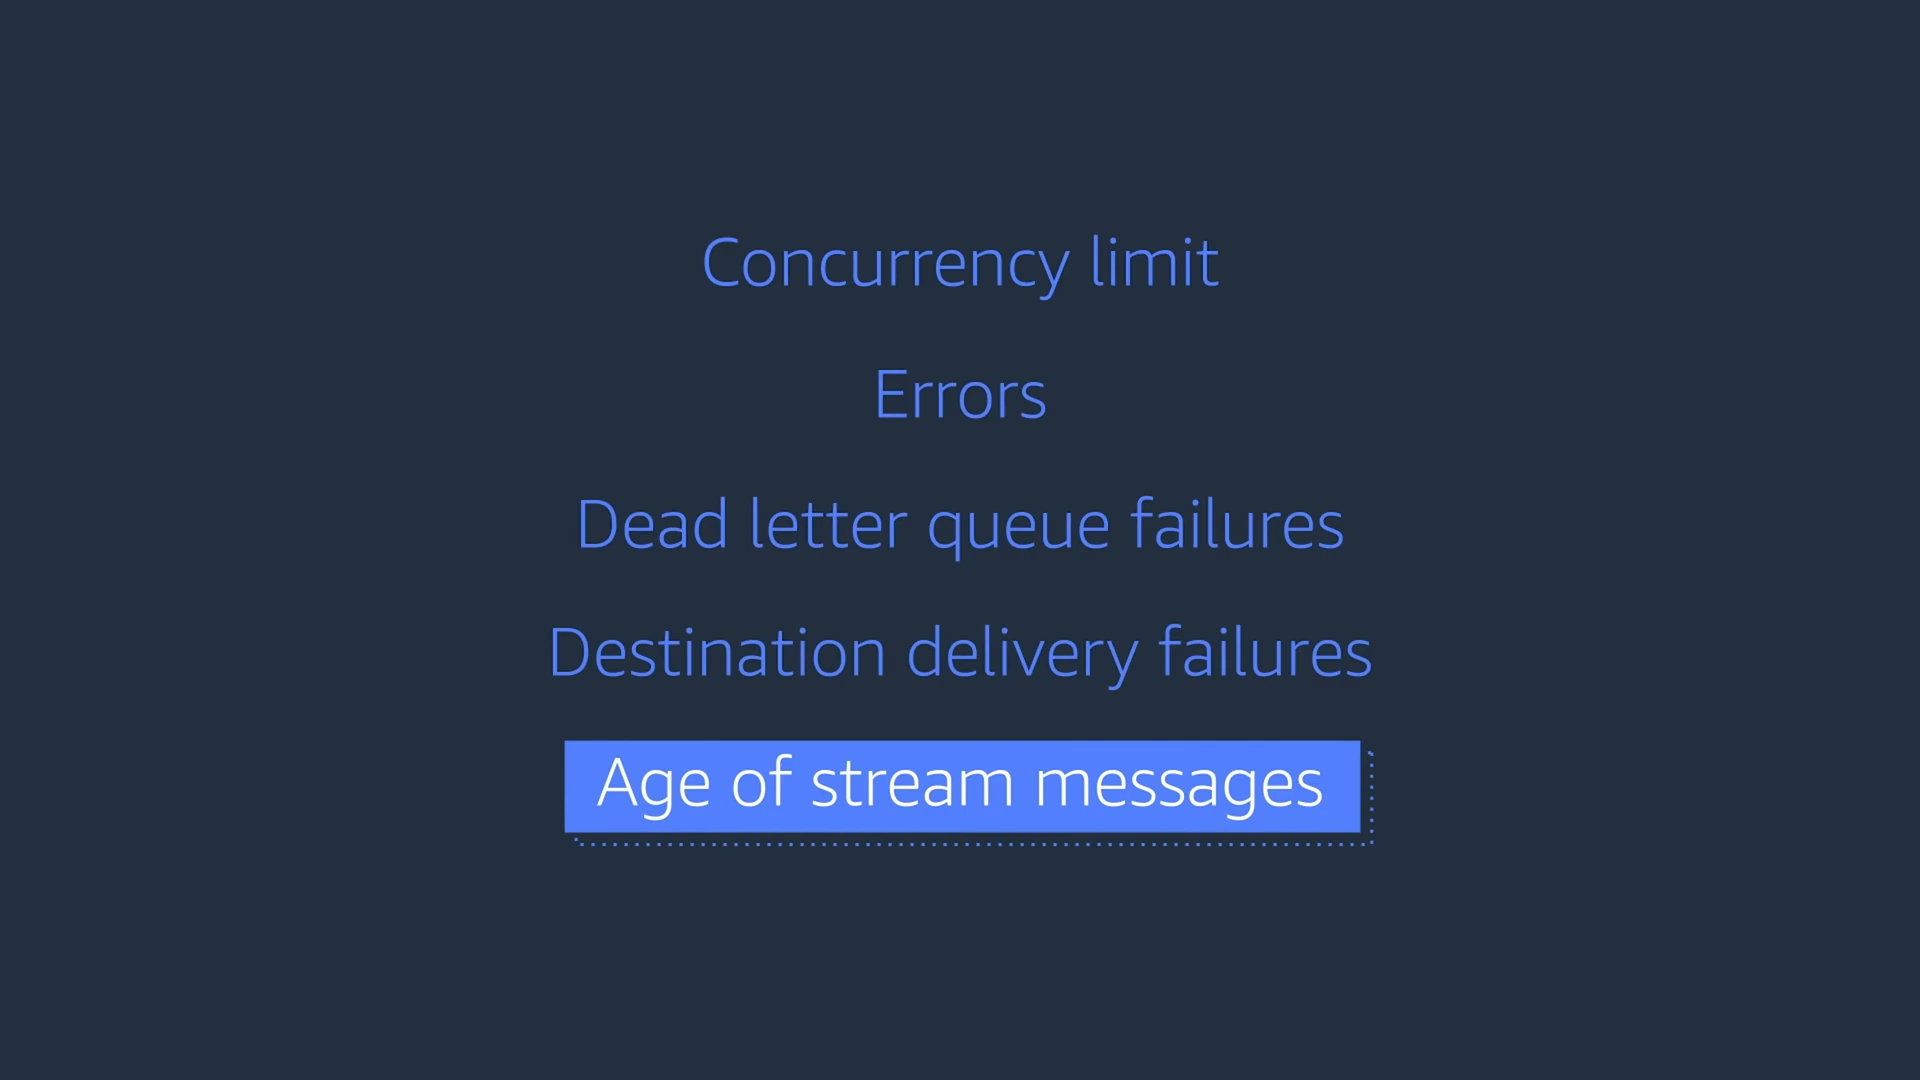 Concurrency limit
Errors
Dead letter queue failures
Destination delivery failures
Age of stream messages